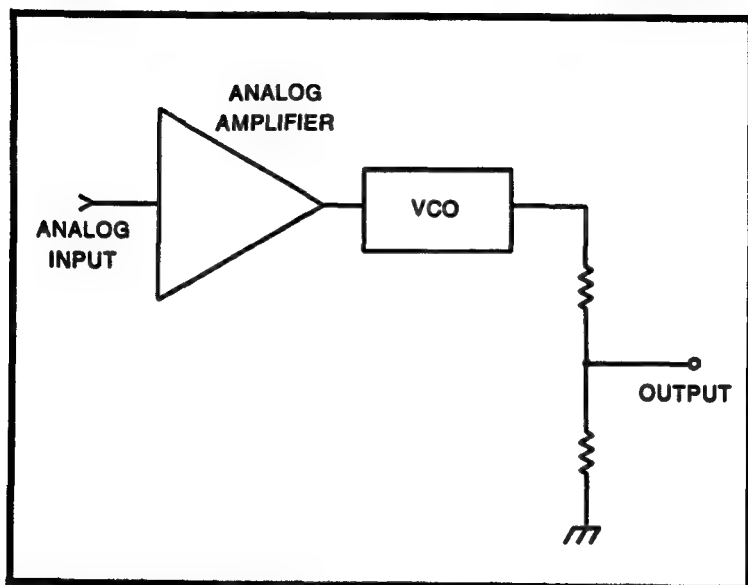 ANALOG
AMPLIFIER
ANALOG
INPUT
VCO
OUTPUT